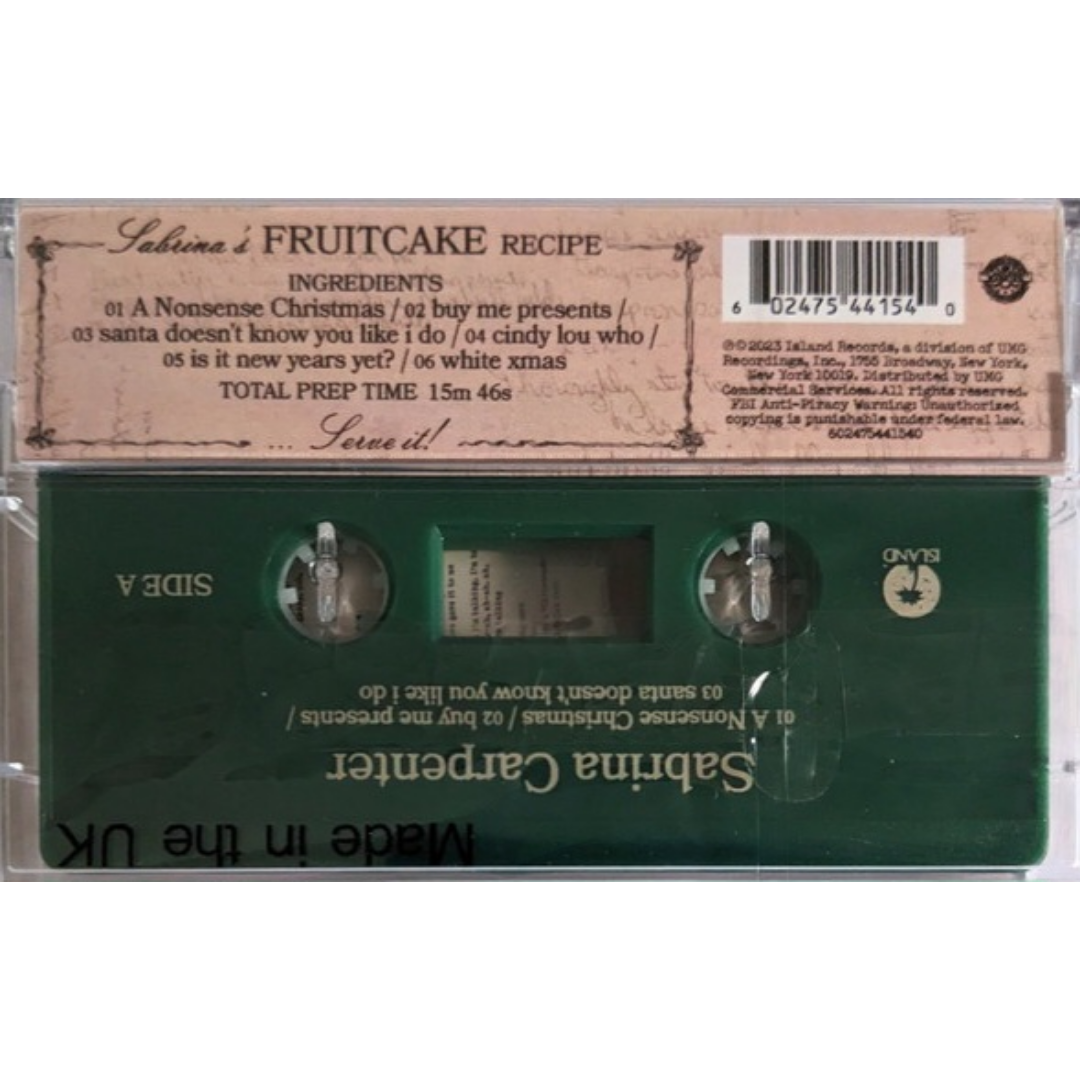 Sabrina's FRUITCAKE RECIPE
INGREDIENTS
01 A Nonsense Christmas / 02 buy me presents /
03 santa doesn't know you like i do / 04 cindy lou who /
05 is it new years yet? / 06 white xmas
TOTAL PREP TIME 15m 46s
... Serve it!
6 02475 44154 0
℗©2023 Island Records, a division of UMG
Recordings, Inc., 1755 Broadway, New York,
New York 10019. Distributed by UMG
Commercial Services. All rights reserved.
FBI Anti-Piracy Warning: Unauthorized
copying is punishable under federal law.
602475441540
Made in the UK
Sabrina Carpenter
01 A Nonsense Christmas / 02 buy me presents /
03 santa doesn't know you like i do
ISLAND
SIDE A